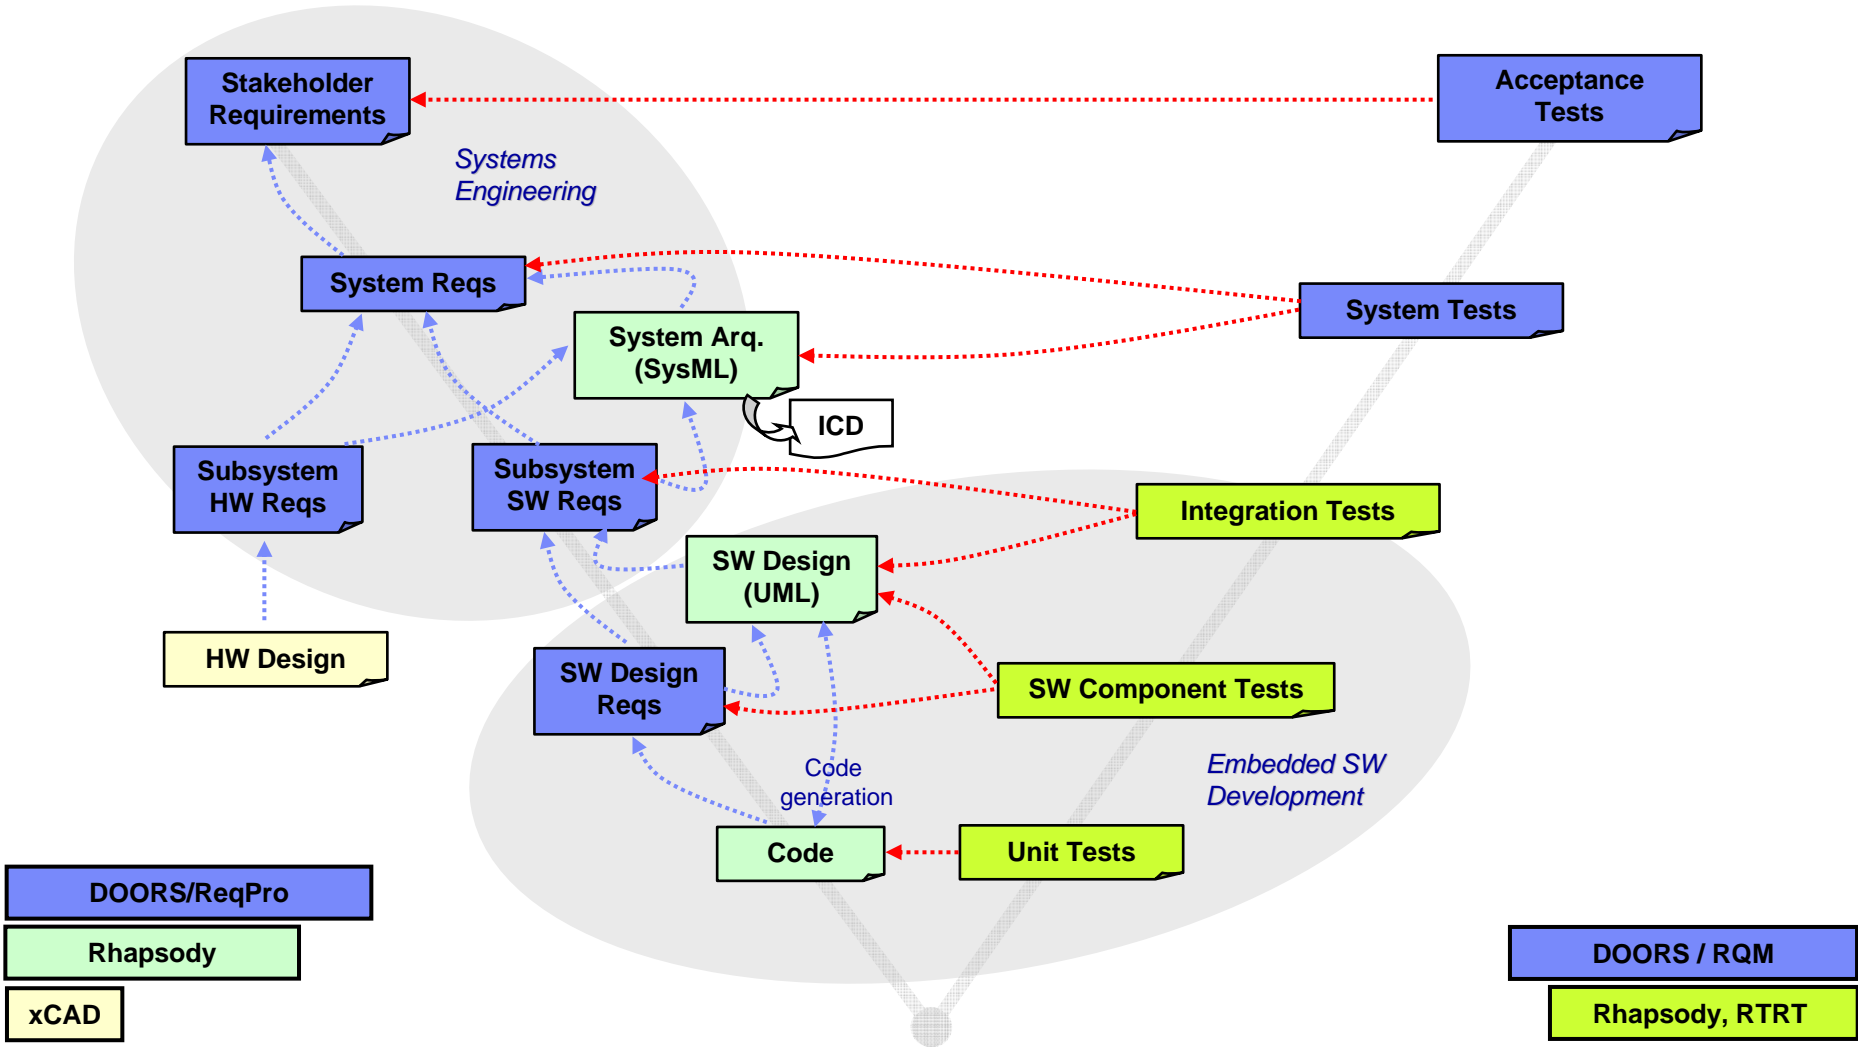 Stakeholder
Requirements
Acceptance
Tests
Systems
Engineering
System Reqs
System Tests
System Arq.
(SysML)
ICD
Subsystem
HW Reqs
Subsystem
SW Reqs
Integration Tests
SW Design
(UML)
HW Design
SW Design
Reqs
SW Component Tests
Code
generation
Embedded SW
Development
Code
Unit Tests
DOORS/ReqPro
Rhapsody
xCAD
DOORS / RQM
Rhapsody, RTRT